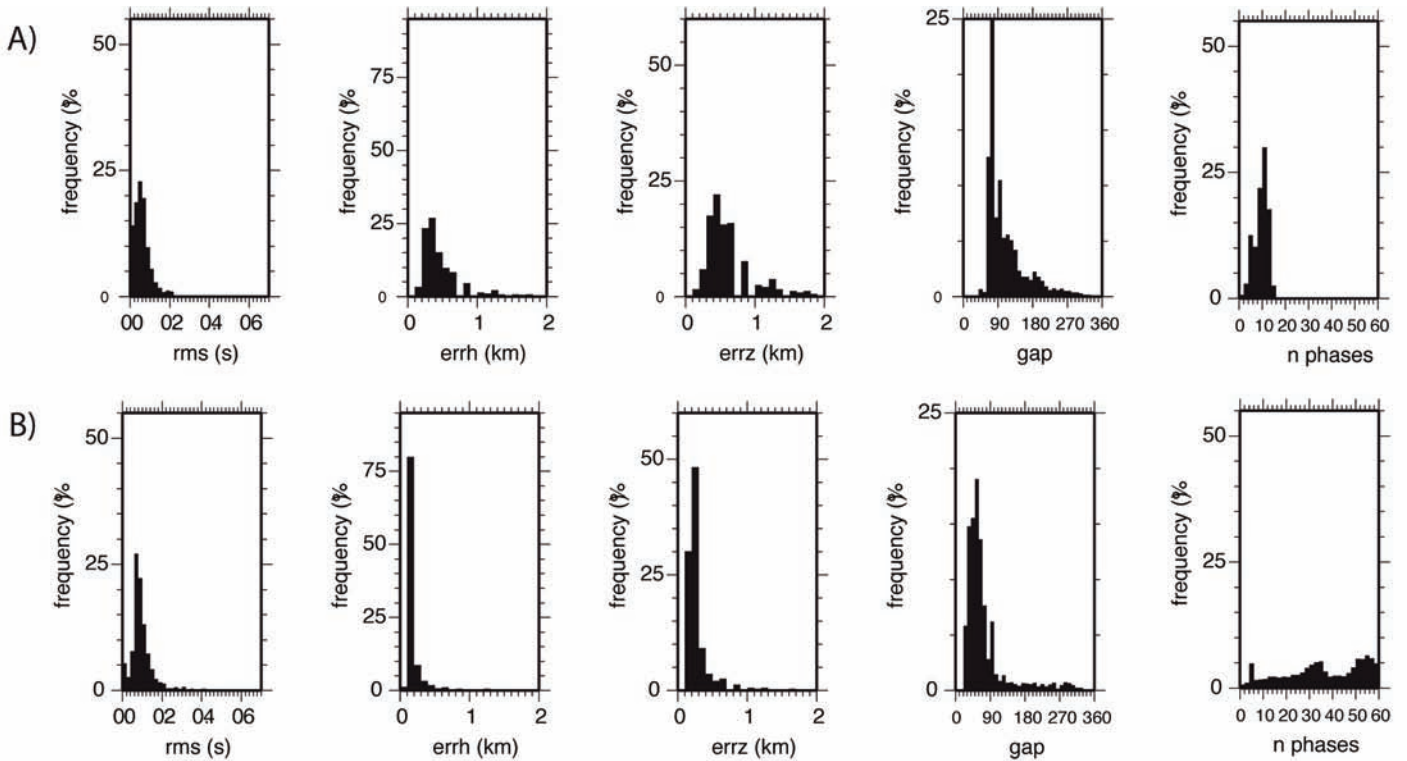 A)
frequency (%
50
25
0
00 02 04 06
rms (s)
frequency (%
75
50
25
0
0 1 2
errh (km)
frequency (%
50
25
0
0 1 2
errz (km)
frequency (%
25
0
0 90 180 270 360
gap
frequency (%
50
25
0
0 10 20 30 40 50 60
n phases
B)
frequency (%
50
25
0
00 02 04 06
rms (s)
frequency (%
75
50
25
0
0 1 2
errh (km)
frequency (%
50
25
0
0 1 2
errz (km)
frequency (%
25
0
0 90 180 270 360
gap
frequency (%
50
25
0
0 10 20 30 40 50 60
n phases